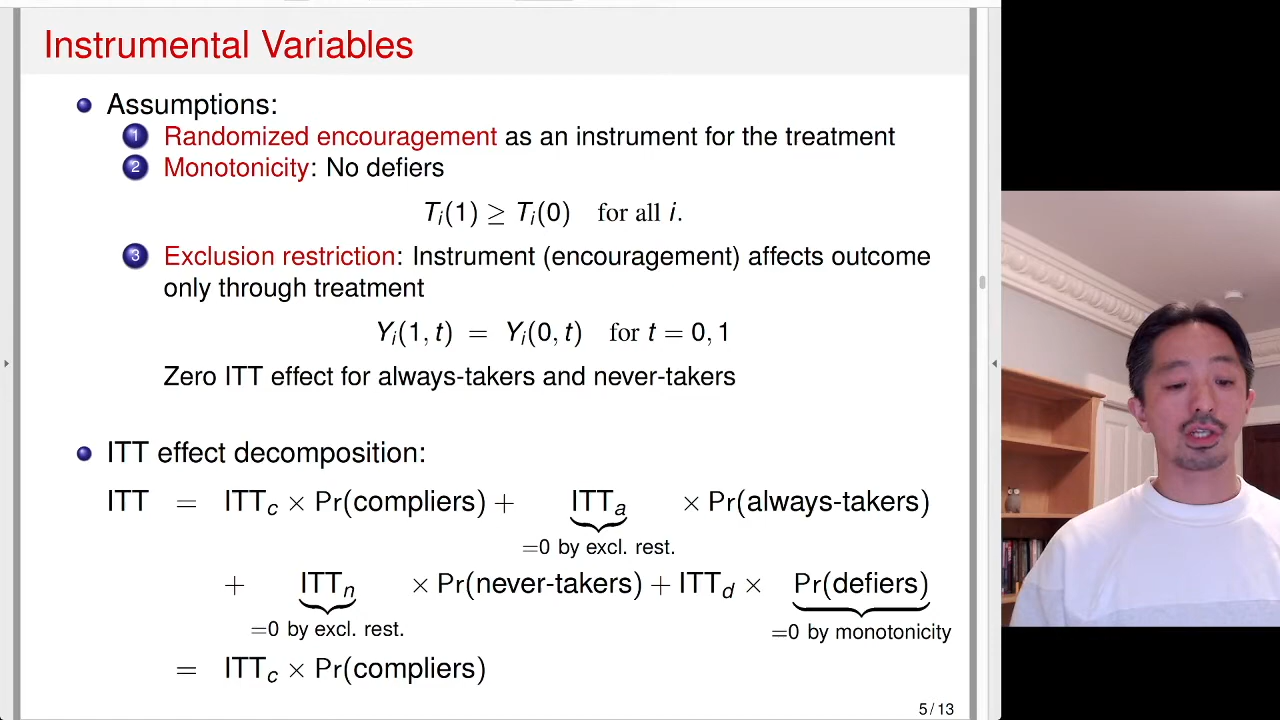 Instrumental Variables
Assumptions:
1 Randomized encouragement as an instrument for the treatment
2 Monotonicity: No defiers
Tᵢ(1) ≥ Tᵢ(0) for all i.
3 Exclusion restriction: Instrument (encouragement) affects outcome
only through treatment
Yᵢ(1, t) = Yᵢ(0, t) for t = 0, 1
Zero ITT effect for always-takers and never-takers
ITT effect decomposition:
ITT = ITT_c × Pr(compliers) + ITT_a × Pr(always-takers)
=0 by excl. rest.
+ ITT_n × Pr(never-takers) + ITT_d × Pr(defiers)
=0 by excl. rest. =0 by monotonicity
= ITT_c × Pr(compliers)
5 / 13